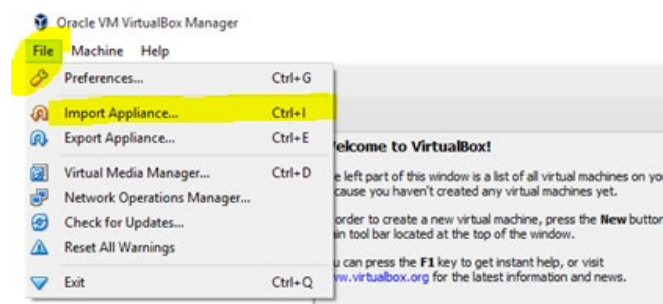 Oracle VM VirtualBox Manager
File Machine Help
Preferences... Ctrl+G
Import Appliance... Ctrl+I
Export Appliance... Ctrl+E
Virtual Media Manager... Ctrl+D
Network Operations Manager...
Check for Updates...
Reset All Warnings
Exit Ctrl+Q
elcome to VirtualBox!
e left part of this window is a list of all virtual machines on yo
cause you haven't created any virtual machines yet.
order to create a new virtual machine, press the New button
in tool bar located at the top of the window.
u can press the F1 key to get instant help, or visit
ww.virtualbox.org for the latest information and news.